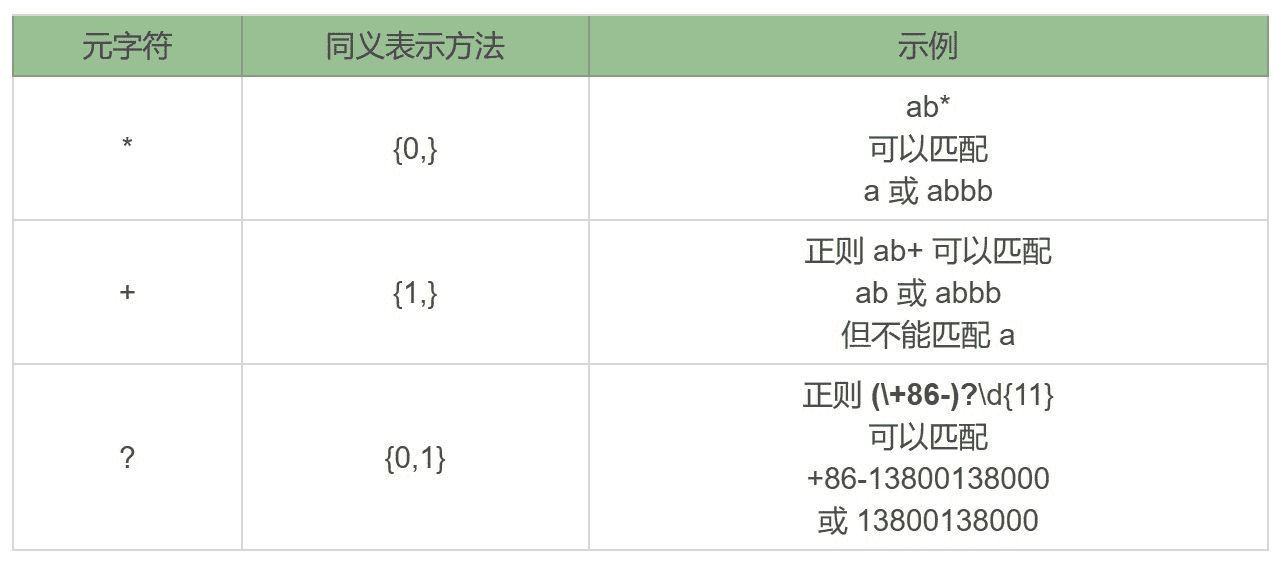 元字符 同义表示方法 示例
* {0,} ab*
可以匹配
a 或 abbb
+ {1,} 正则 ab+ 可以匹配
ab 或 abbb
但不能匹配 a
? {0,1} 正则 (\+86-)?\d{11}
可以匹配
+86-13800138000
或 13800138000